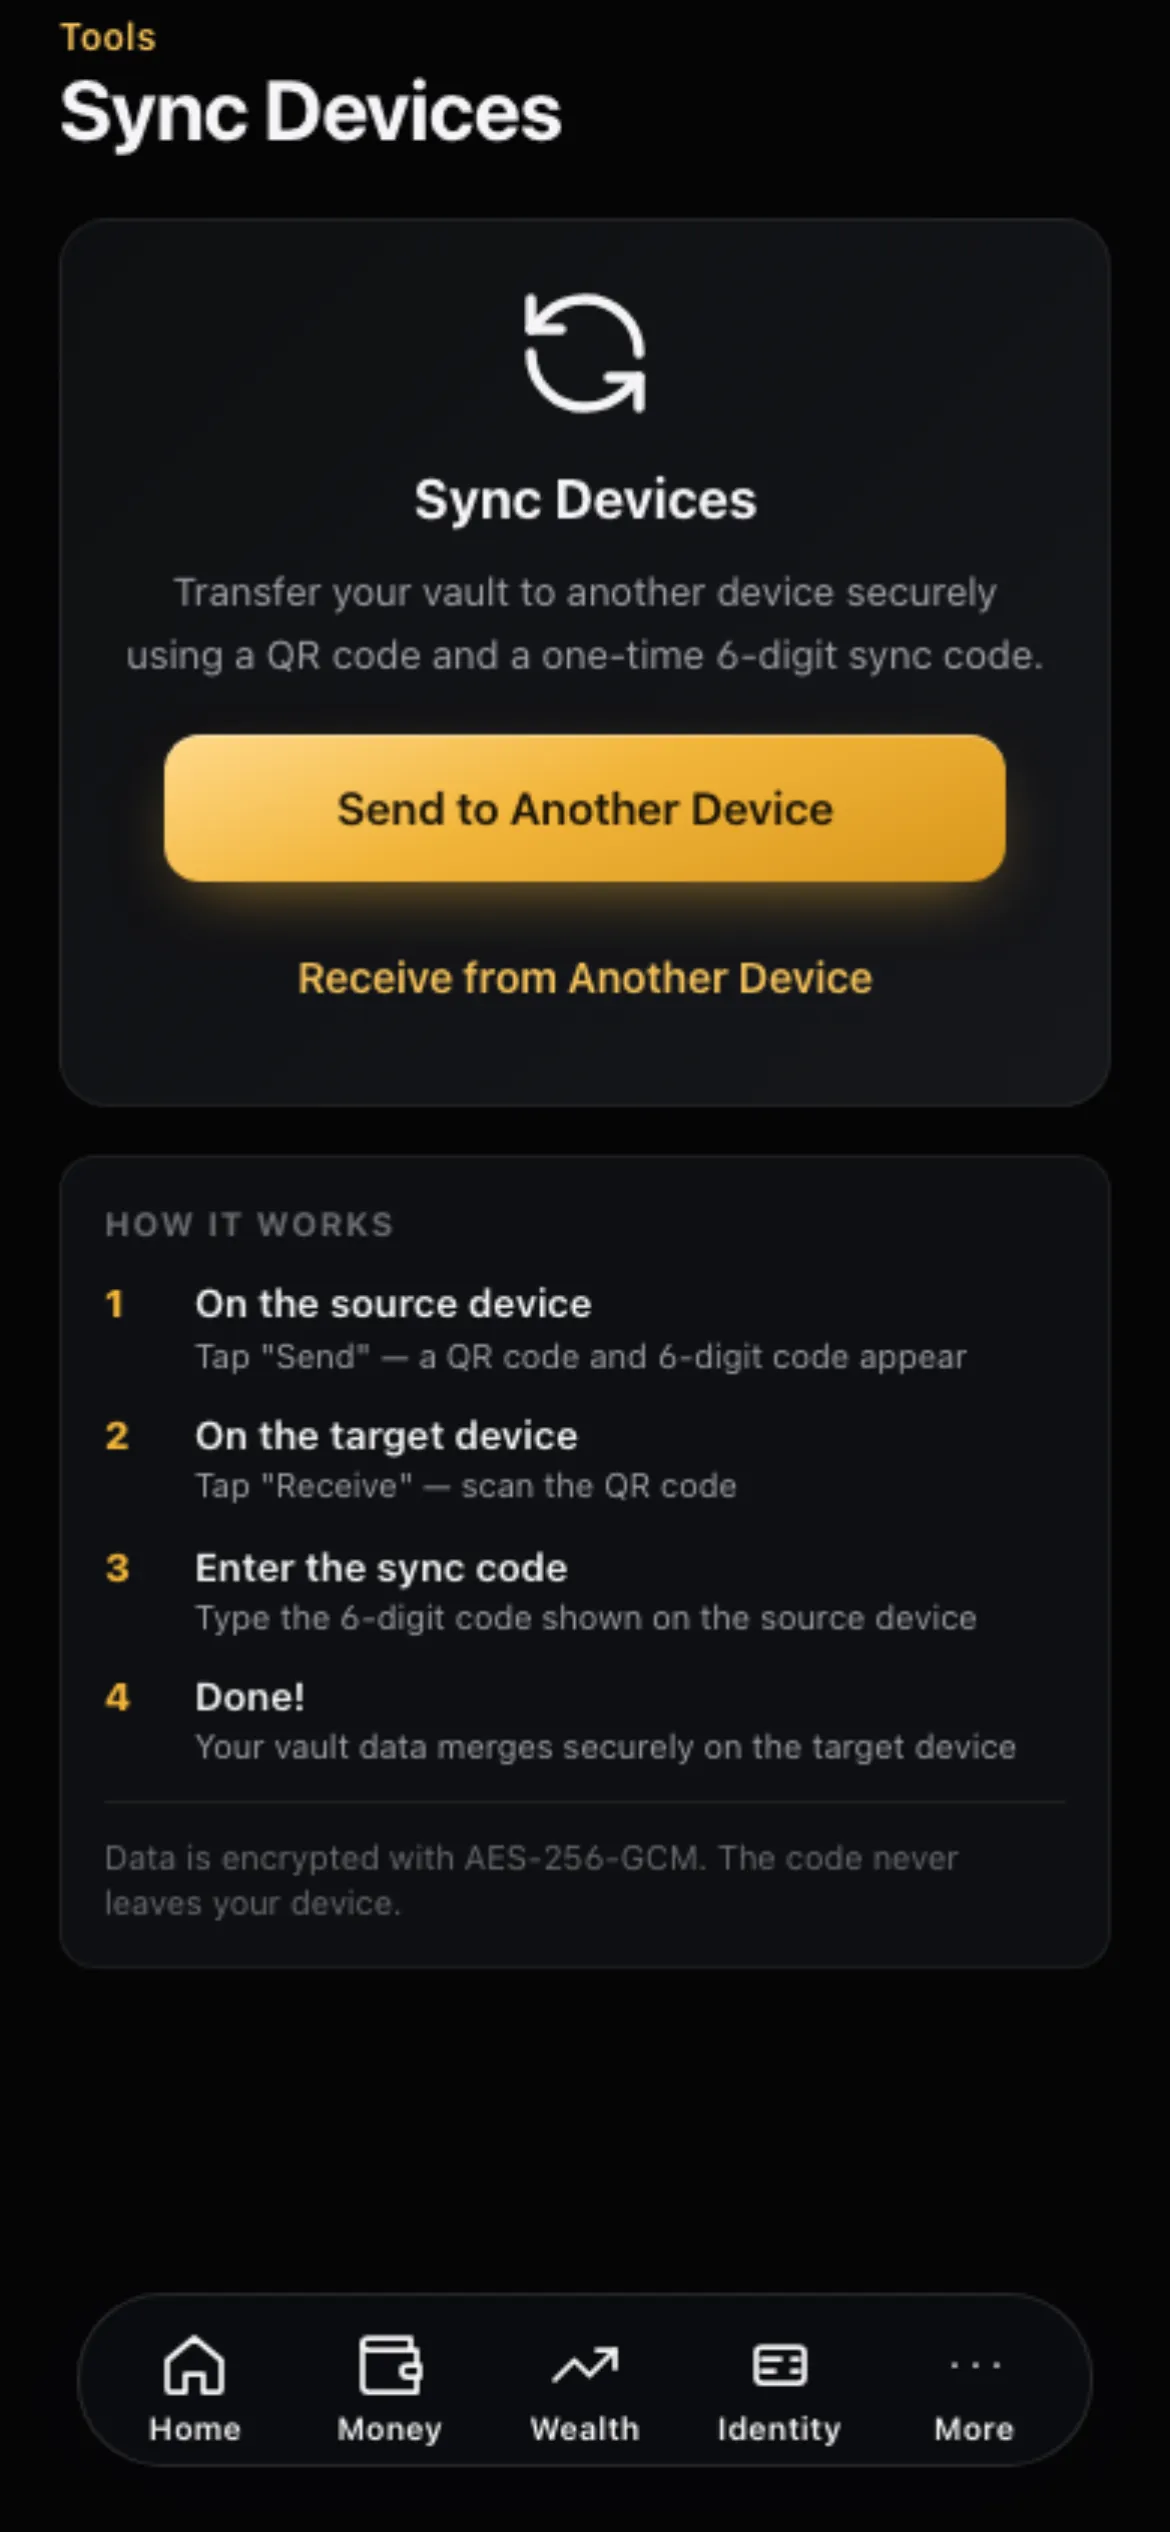 Tools
Sync Devices
Sync Devices
Transfer your vault to another device securely
using a QR code and a one-time 6-digit sync code.
Send to Another Device
Receive from Another Device
HOW IT WORKS
1 On the source device
Tap "Send" — a QR code and 6-digit code appear
2 On the target device
Tap "Receive" — scan the QR code
3 Enter the sync code
Type the 6-digit code shown on the source device
4 Done!
Your vault data merges securely on the target device
Data is encrypted with AES-256-GCM. The code never
leaves your device.
Home Money Wealth Identity More